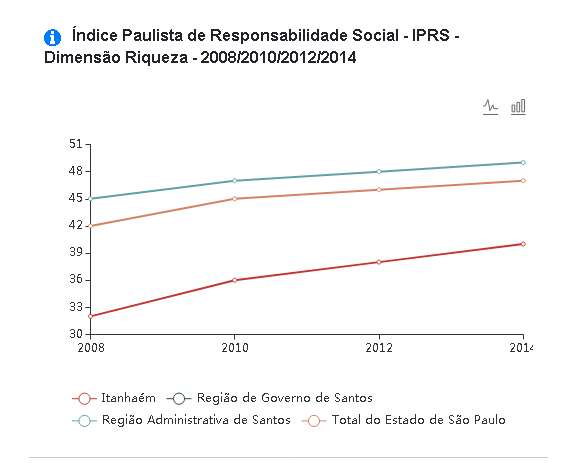 Índice Paulista de Responsabilidade Social - IPRS -
Dimensão Riqueza - 2008/2010/2012/2014
51
48
45
42
39
36
33
30
2008 2010 2012 2014
Itanhaém Região de Governo de Santos
Região Administrativa de Santos Total do Estado de São Paulo